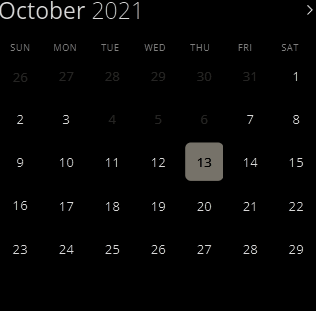 October 2021
SUN MON TUE WED THU FRI SAT
26 27 28 29 30 31 1
2 3 4 5 6 7 8
9 10 11 12 13 14 15
16 17 18 19 20 21 22
23 24 25 26 27 28 29